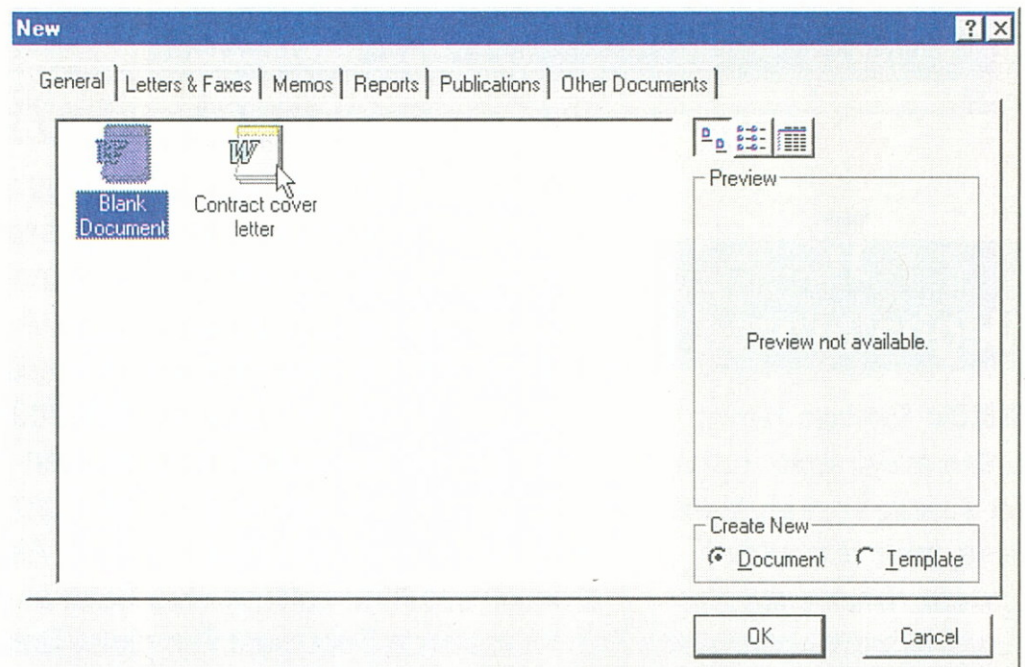 New
General Letters & Faxes Memos Reports Publications Other Documents
Blank
Document
Contract cover
letter
Preview
Preview not available.
Create New
Document Template
OK Cancel